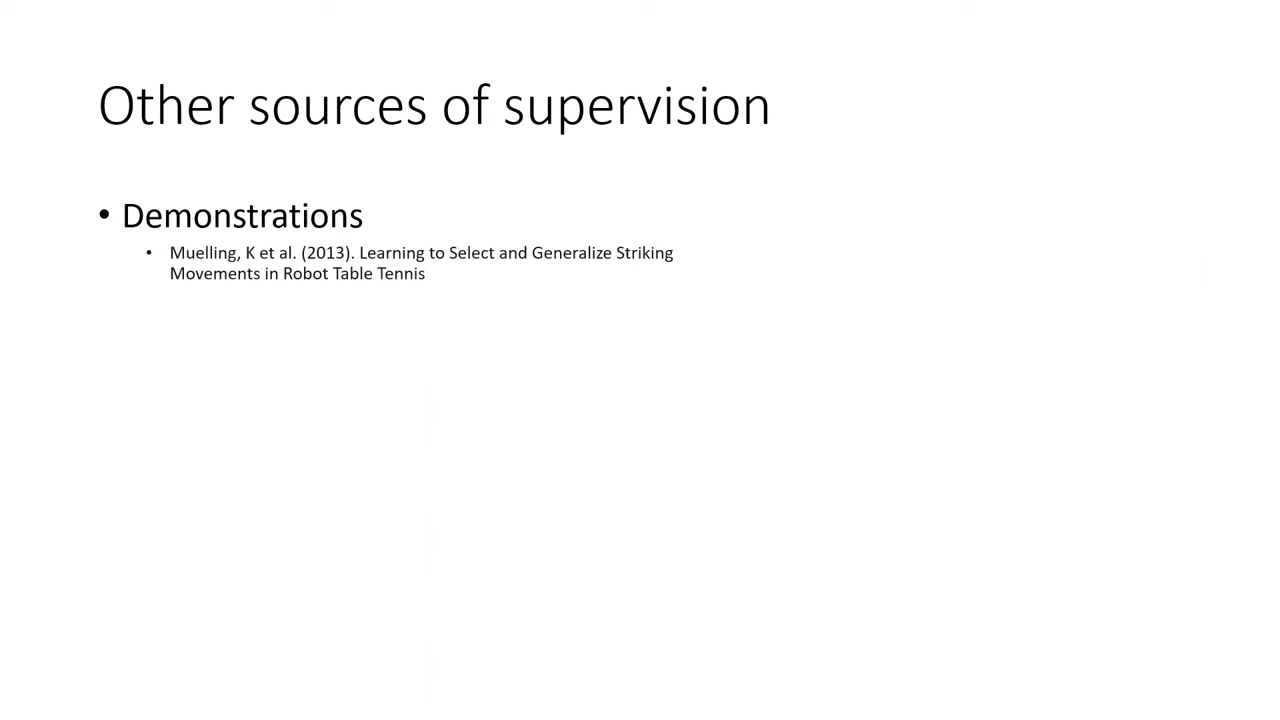 Other sources of supervision
• Demonstrations
• Muelling, K et al. (2013). Learning to Select and Generalize Striking
Movements in Robot Table Tennis